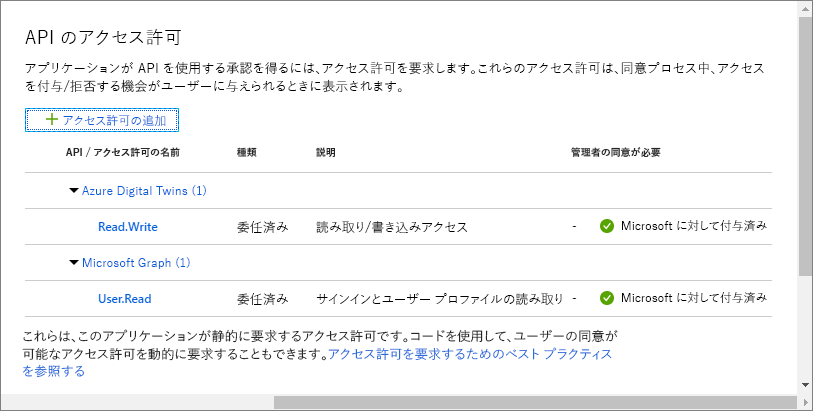 API のアクセス許可
アプリケーションが API を使用する承認を得るには、アクセス許可を要求します。これらのアクセス許可は、同意プロセス中、アクセス
を付与/拒否する機会がユーザーに与えられるときに表示されます。
アクセス許可の追加
API / アクセス許可の名前 種類 説明 管理者の同意が必要
Azure Digital Twins (1)
Read.Write 委任済み 読み取り/書き込みアクセス - Microsoft に対して付与済み
Microsoft Graph (1)
User.Read 委任済み サインインとユーザー プロファイルの読み取り - Microsoft に対して付与済み
これらは、このアプリケーションが静的に要求するアクセス許可です。コードを使用して、ユーザーの同意が
可能なアクセス許可を動的に要求することもできます。アクセス許可を要求するためのベスト プラクティス
を参照する